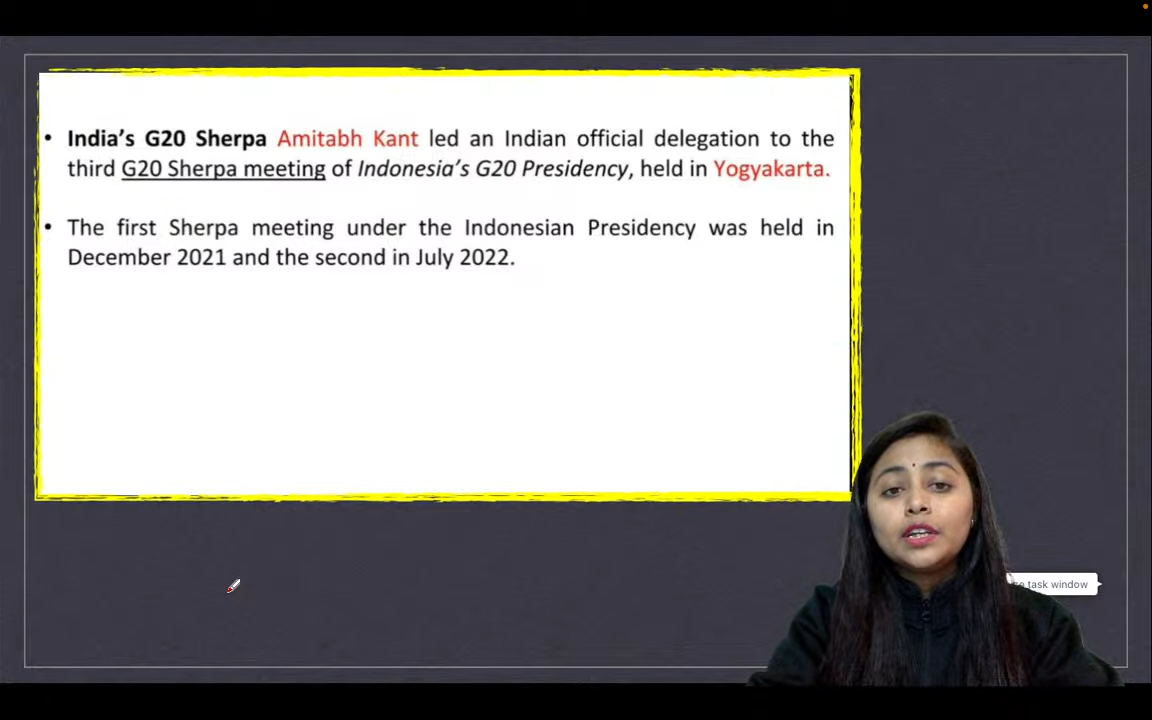 • India’s G20 Sherpa Amitabh Kant led an Indian official delegation to the
third G20 Sherpa meeting of Indonesia’s G20 Presidency, held in Yogyakarta.
• The first Sherpa meeting under the Indonesian Presidency was held in
December 2021 and the second in July 2022.
task window